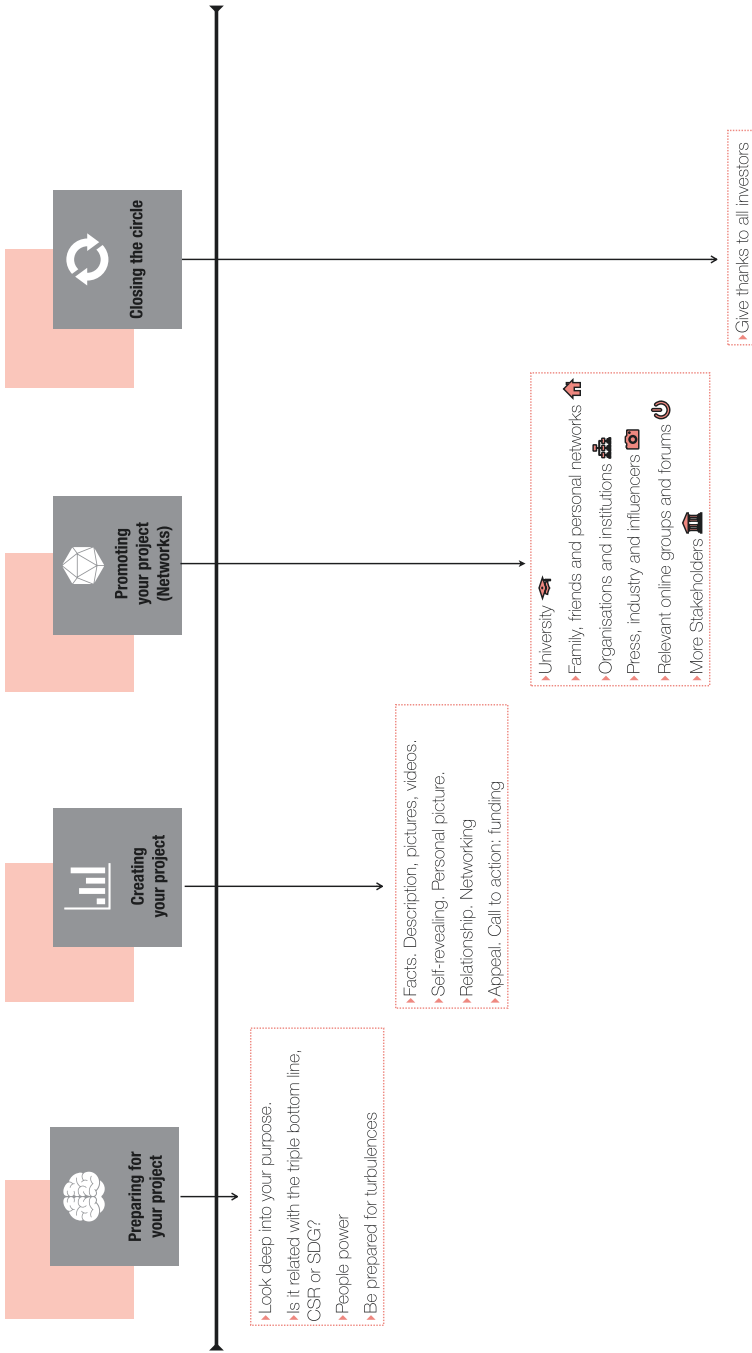 Preparing for
your project
Look deep into your purpose.
Is it related with the triple bottom line,
CSR or SDG?
People power
Be prepared for turbulences
Creating
your project
Facts. Description, pictures, videos.
Self-revealing. Personal picture.
Relationship. Networking
Appeal. Call to action: funding
Promoting
your project
(Networks)
University
Family, friends and personal networks
Organisations and institutions
Press, industry and influencers
Relevant online groups and forums
More Stakeholders
Closing the circle
Give thanks to all investors